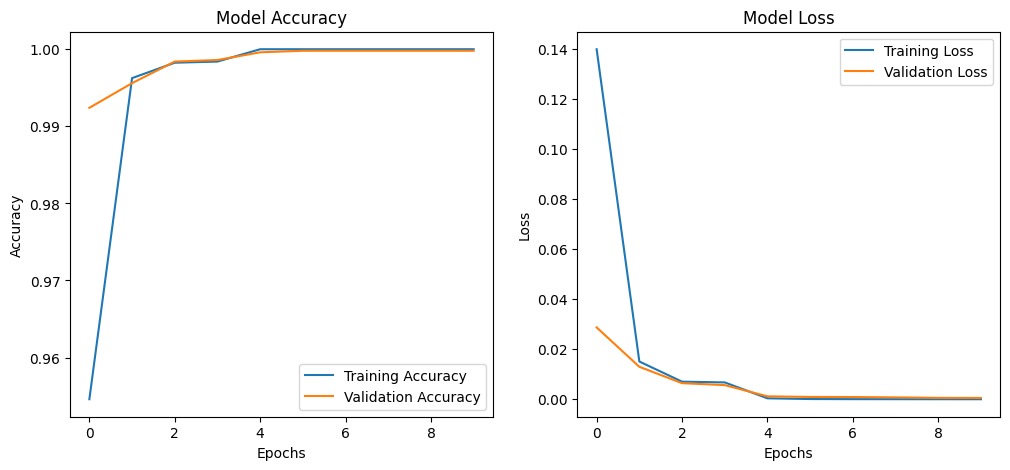 Model Accuracy
1.00
0.99
0.98
0.97
0.96
Accuracy
0 2 4 6 8
Epochs
Training Accuracy
Validation Accuracy
Model Loss
0.14
0.12
0.10
0.08
0.06
0.04
0.02
0.00
Loss
0 2 4 6 8
Epochs
Training Loss
Validation Loss